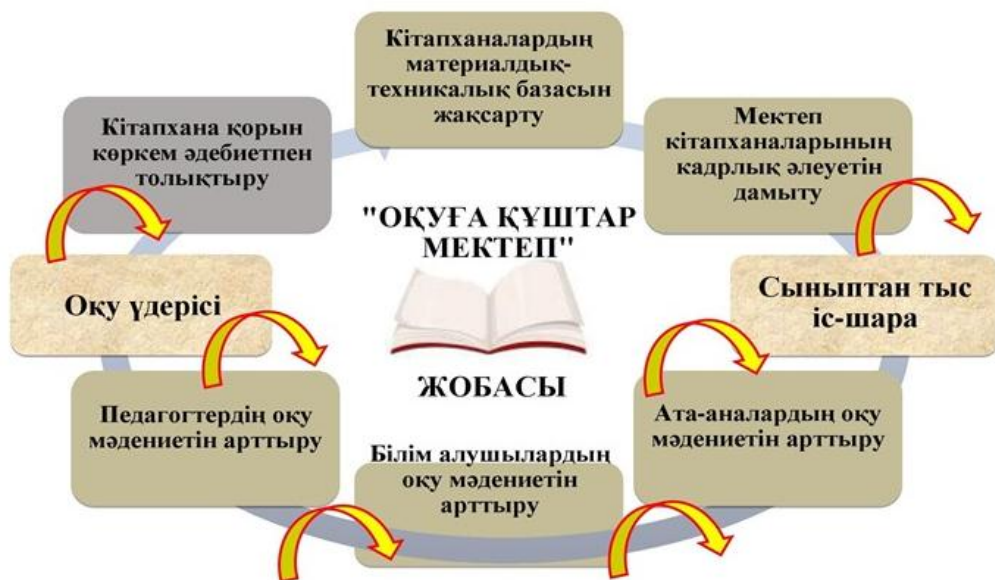 Кітапханалардың
материалдық-
техникалық базасын
жақсарту
Кітапхана қорын
көркем әдебиетпен
толықтыру
Мектеп
кітапханаларының
кадрлық әлеуетін
дамыту
"ОҚУҒА ҚҰШТАР
МЕКТЕП"
Оқу үдерісі
Сыныптан тыс
іс-шара
ЖОБАСЫ
Педагогтердің оқу
мәдениетін арттыру
Ата-аналардың оқу
мәдениетін арттыру
Білім алушылардың
оқу мәдениетін
арттыру